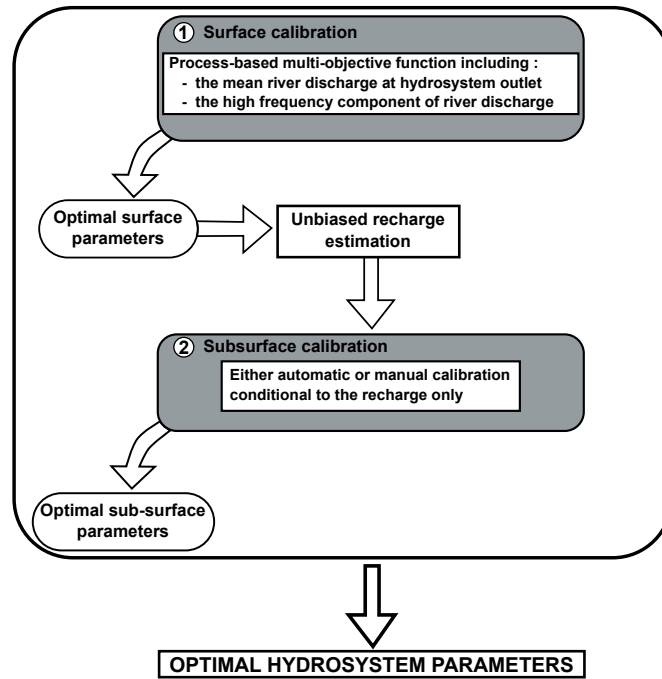 1 Surface calibration
Process-based multi-objective function including :
- the mean river discharge at hydrosystem outlet
- the high frequency component of river discharge
Optimal surface
parameters
Unbiased recharge
estimation
2 Subsurface calibration
Either automatic or manual calibration
conditional to the recharge only
Optimal sub-surface
parameters
OPTIMAL HYDROSYSTEM PARAMETERS